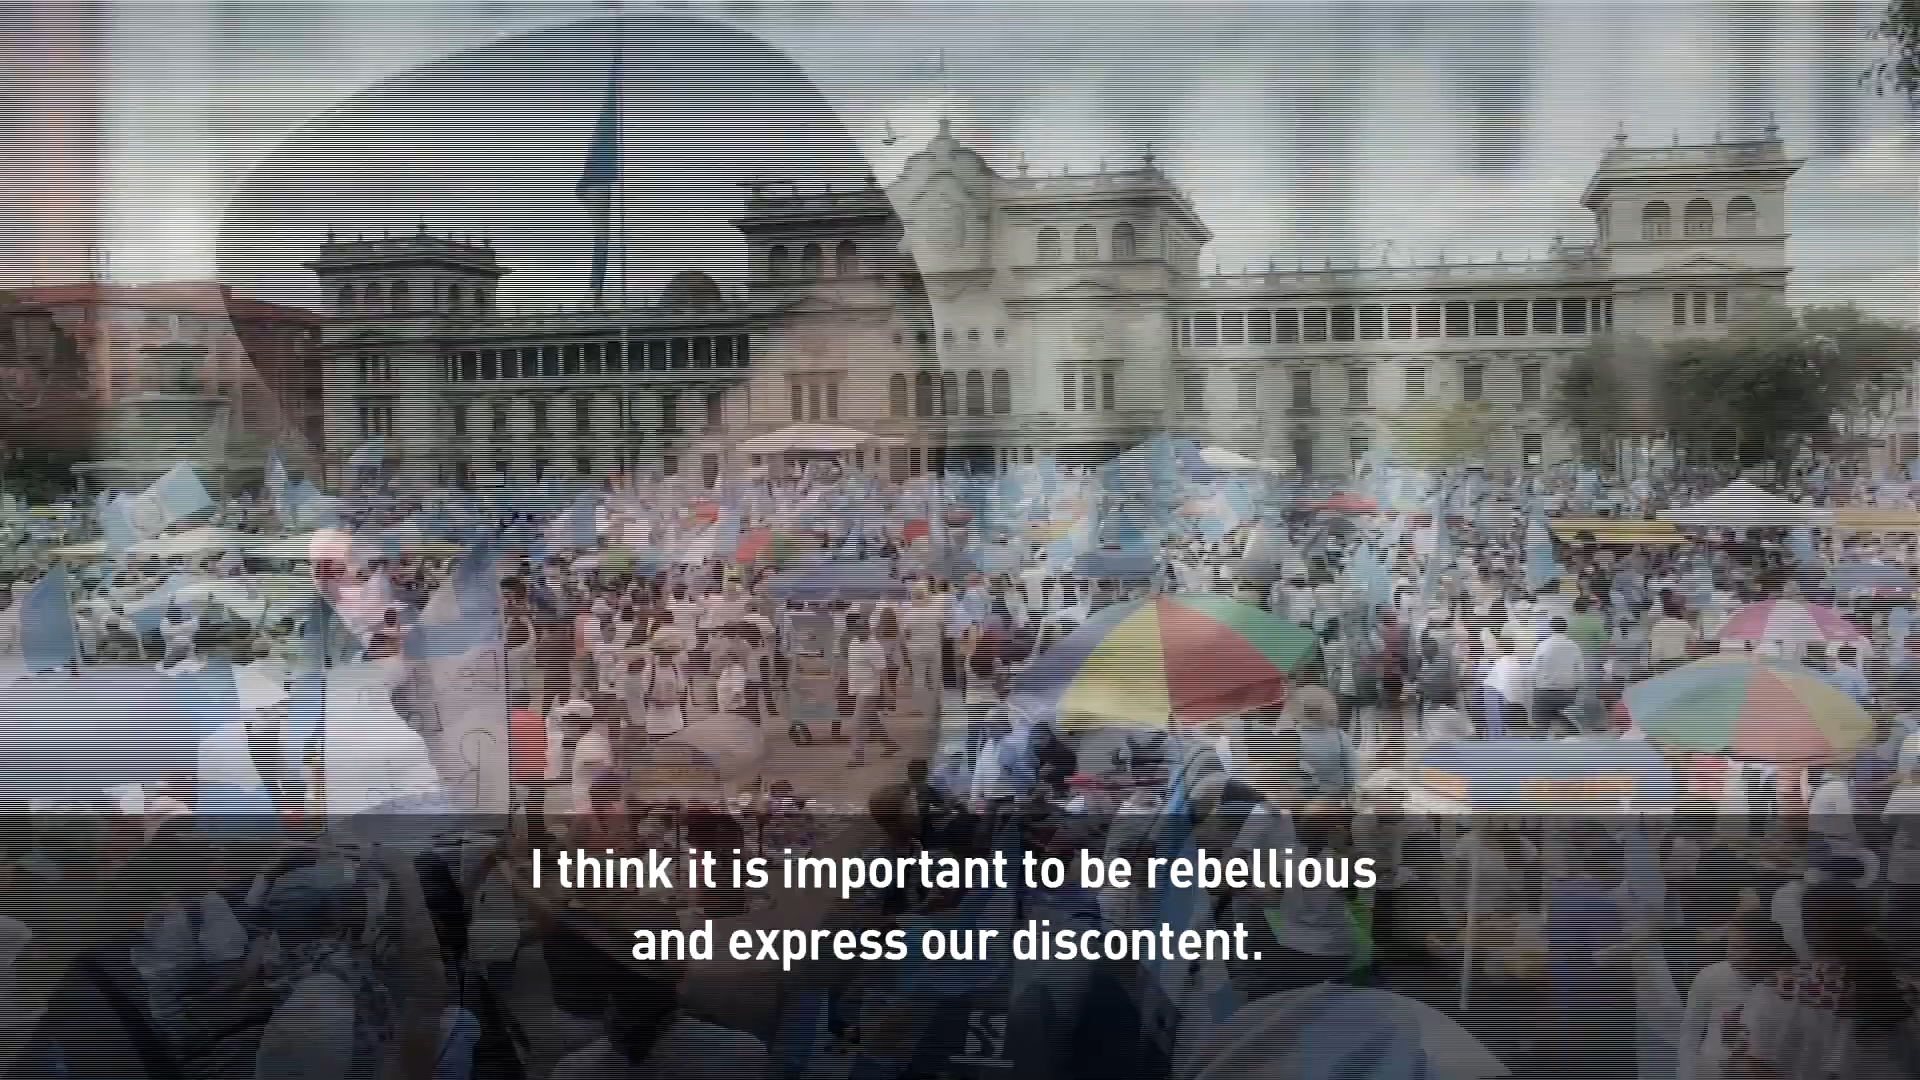 I think it is important to be rebellious
and express our discontent.